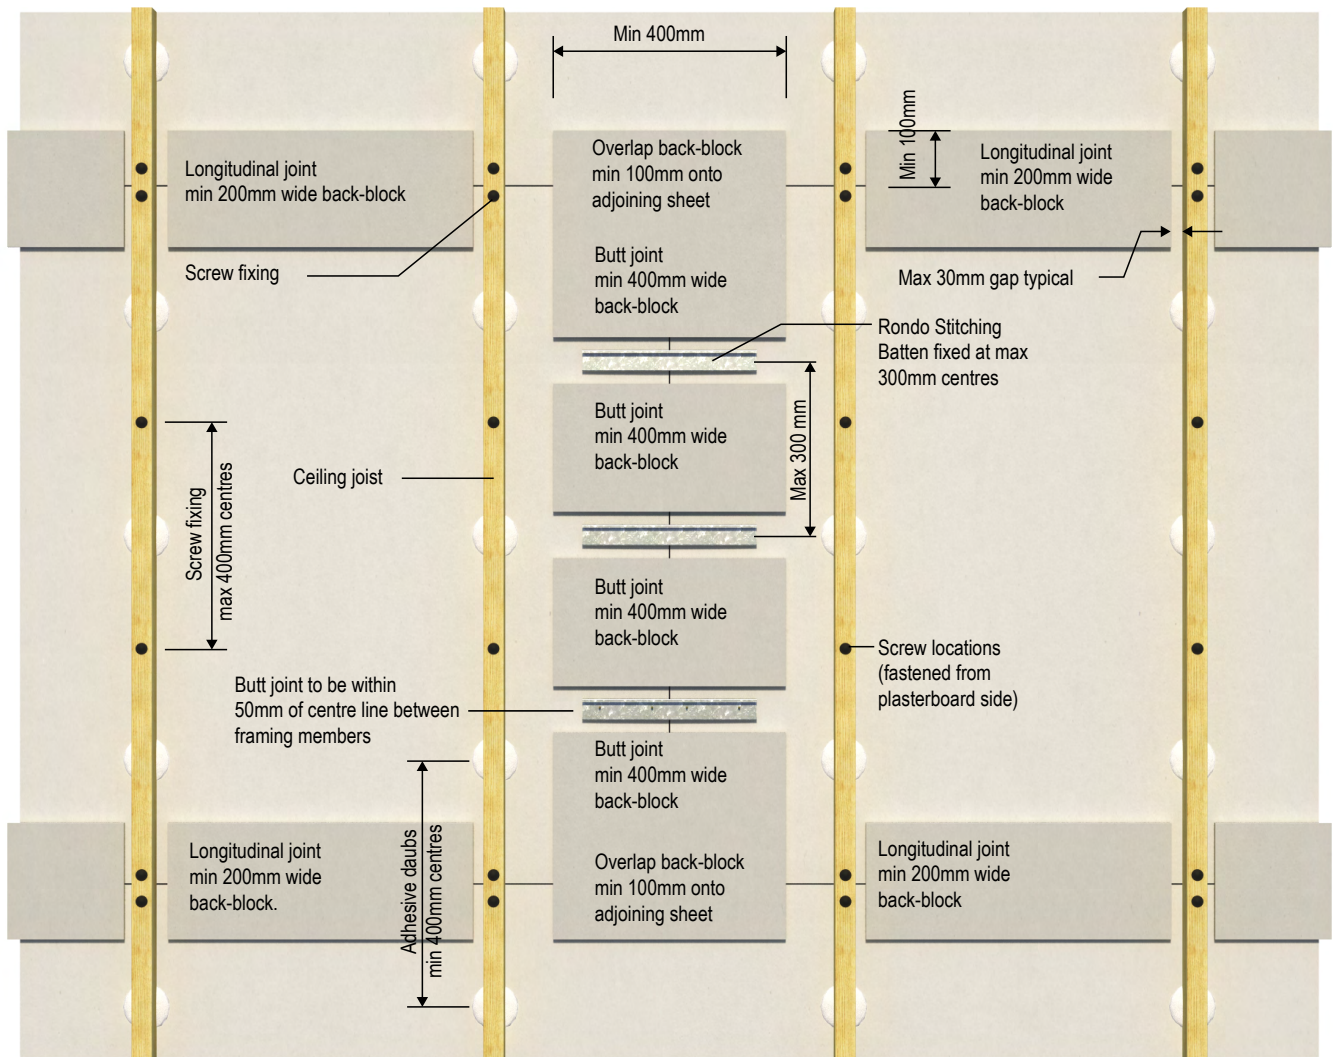 Min 400mm
Longitudinal joint
min 200mm wide back-block
Overlap back-block
min 100mm onto
adjoining sheet
Min 100mm
Longitudinal joint
min 200mm wide
back-block
Screw fixing
Butt joint
min 400mm wide
back-block
Max 30mm gap typical
Rondo Stitching
Batten fixed at max
300mm centres
Butt joint
min 400mm wide
back-block
Max 300 mm
Ceiling joist
Screw fixing
max 400mm centres
Butt joint
min 400mm wide
back-block
Screw locations
(fastened from
plasterboard side)
Butt joint to be within
50mm of centre line between
framing members
Butt joint
min 400mm wide
back-block
Adhesive daubs
min 400mm centres
Longitudinal joint
min 200mm wide
back-block.
Overlap back-block
min 100mm onto
adjoining sheet
Longitudinal joint
min 200mm wide
back-block